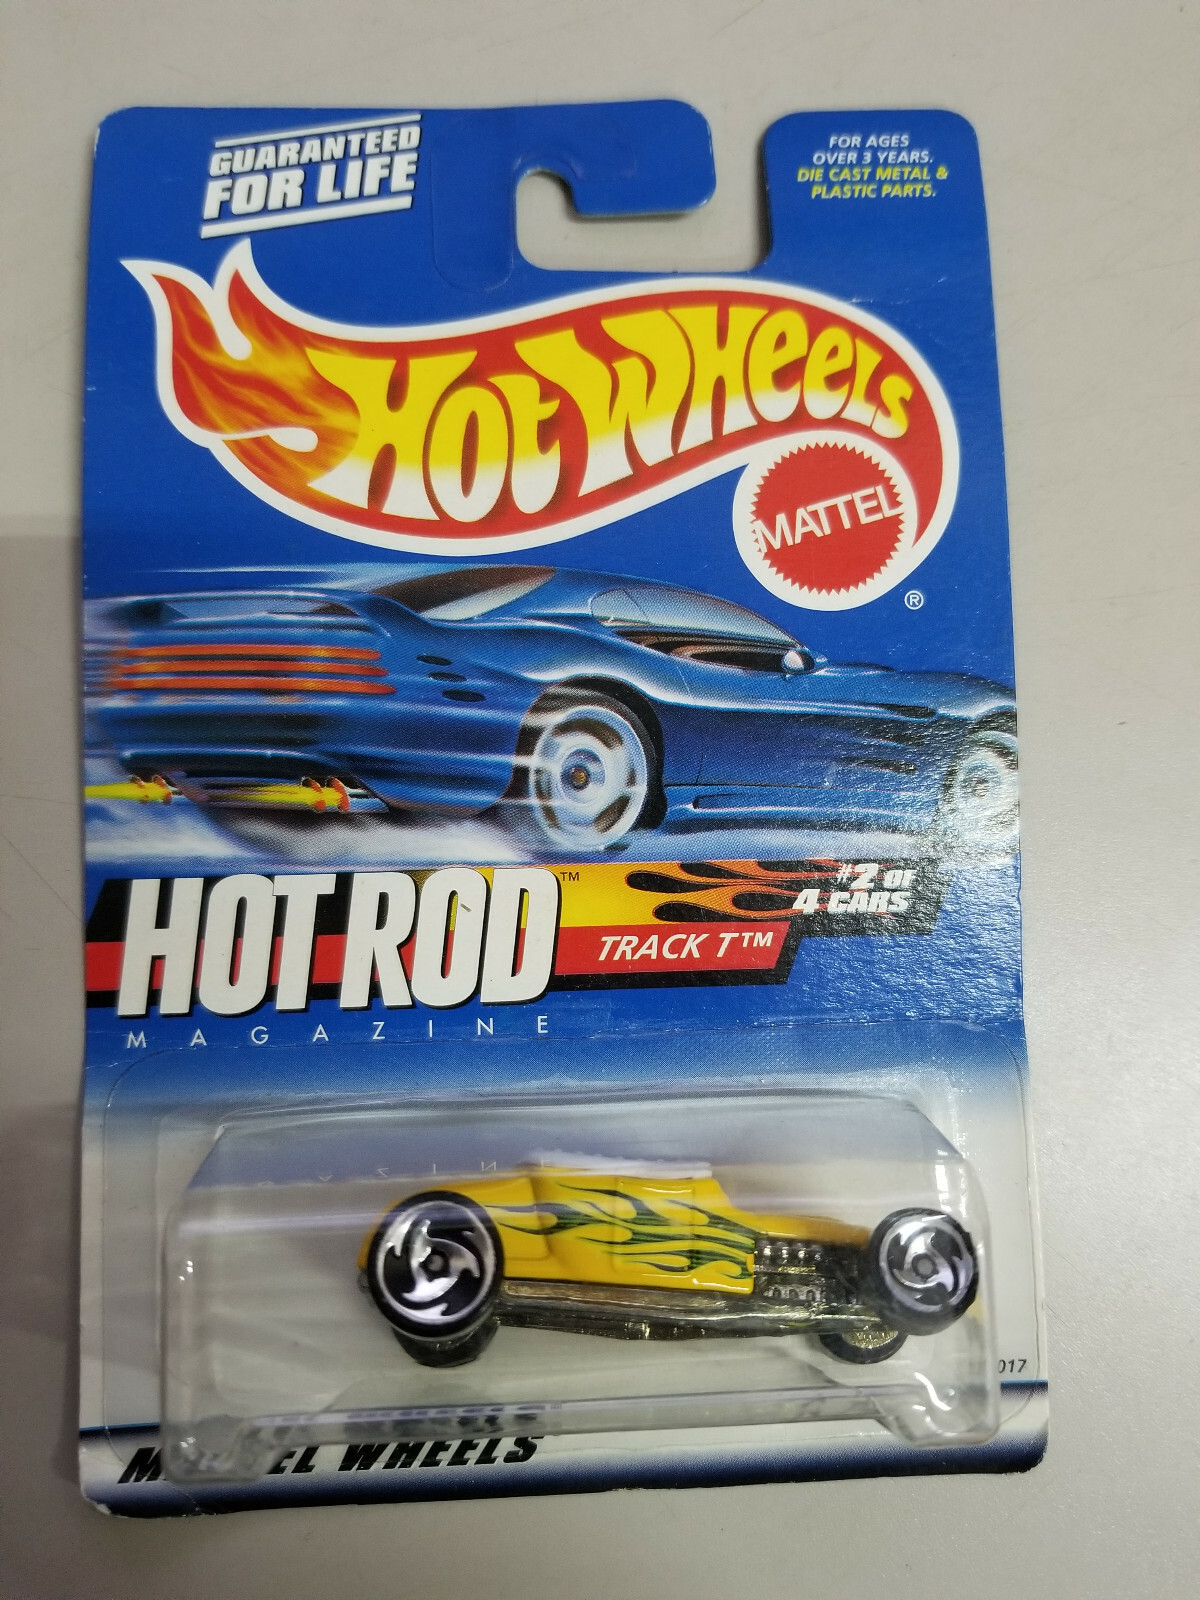 GUARANTEED
FOR LIFE
FOR AGES
OVER 3 YEARS.
DIE CAST METAL &
PLASTIC PARTS.
HOT WHEELS
MATTEL
®
HOT ROD™
MAGAZINE
#2 OF
4 CARS
TRACK T™
017
WHEELS